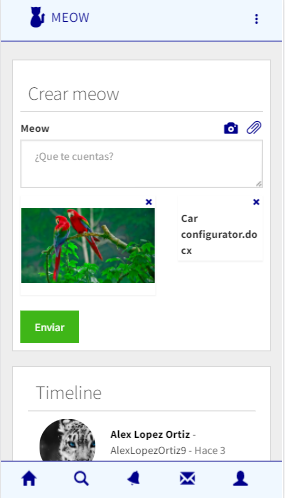 MEOW
Crear meow
Meow
¿Que te cuentas?
Car
configurator.do
cx
Enviar
Timeline
Alex Lopez Ortiz -
AlexLopezOrtiz9 - Hace 3